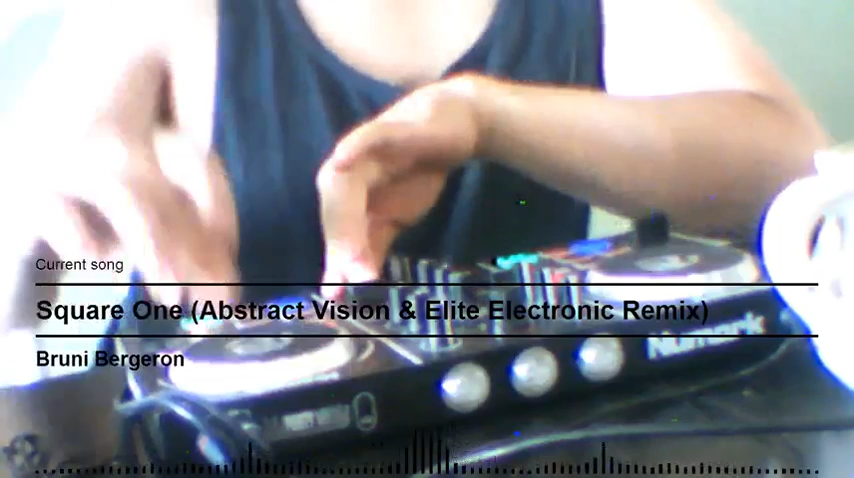 Current song
Square One (Abstract Vision & Elite Electronic Remix)
Bruni Bergeron
Numark